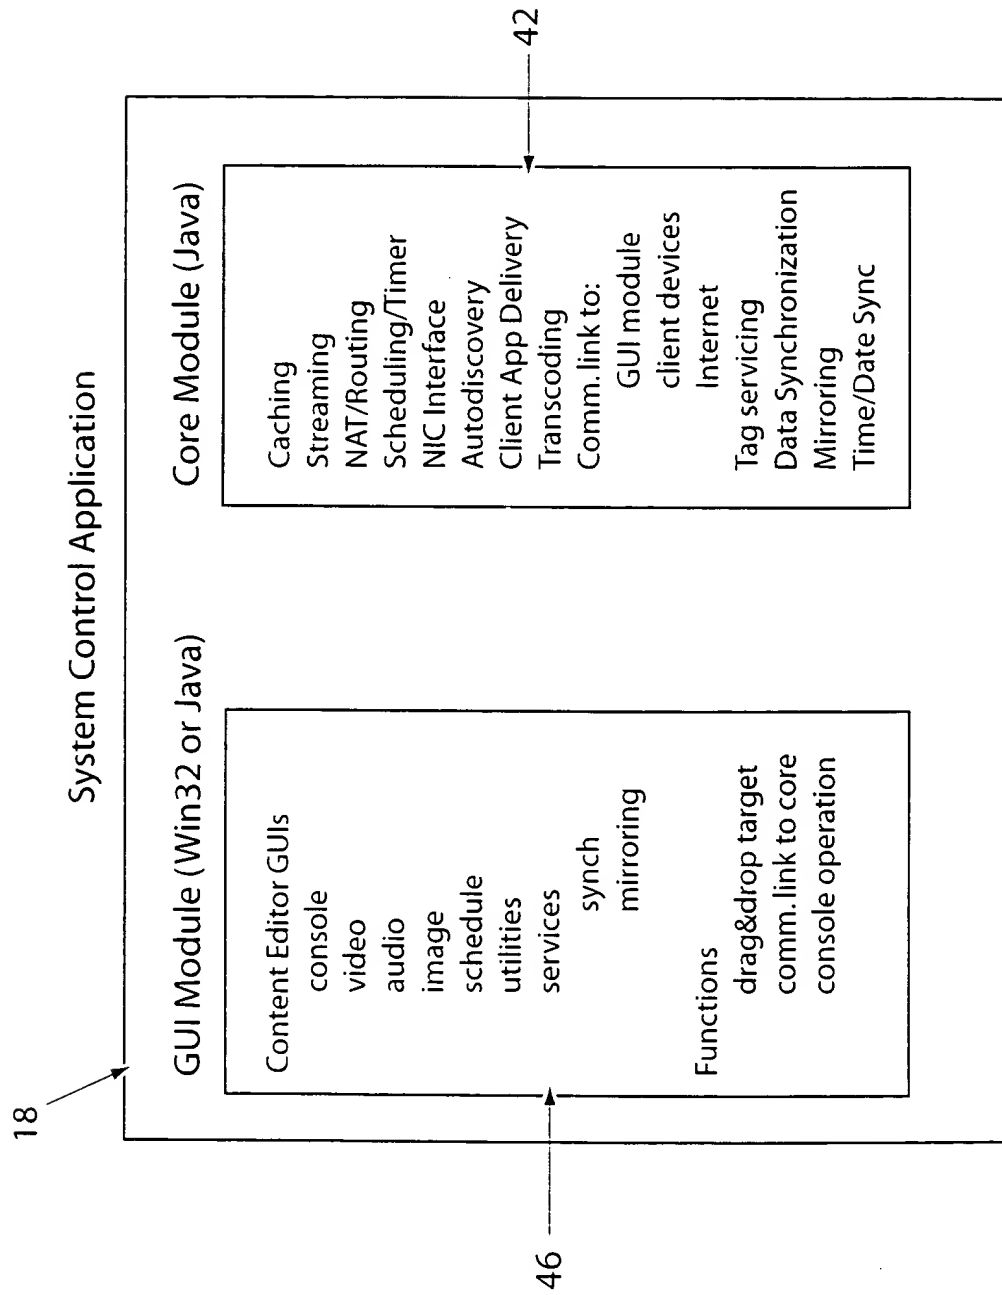 System Control Application
18
GUI Module (Win32 or Java)
Content Editor GUIs
console
video
audio
image
schedule
utilities
services
synch
mirroring
Functions
drag&drop target
comm.link to core
console operation
46
Core Module (Java)
Caching
Streaming
NAT/Routing
Scheduling/Timer
NIC Interface
Autodiscovery
Client App Delivery
Transcoding
Comm.link to:
GUI module
client devices
Internet
Tag servicing
Data Synchronization
Mirroring
Time/Date Sync
42